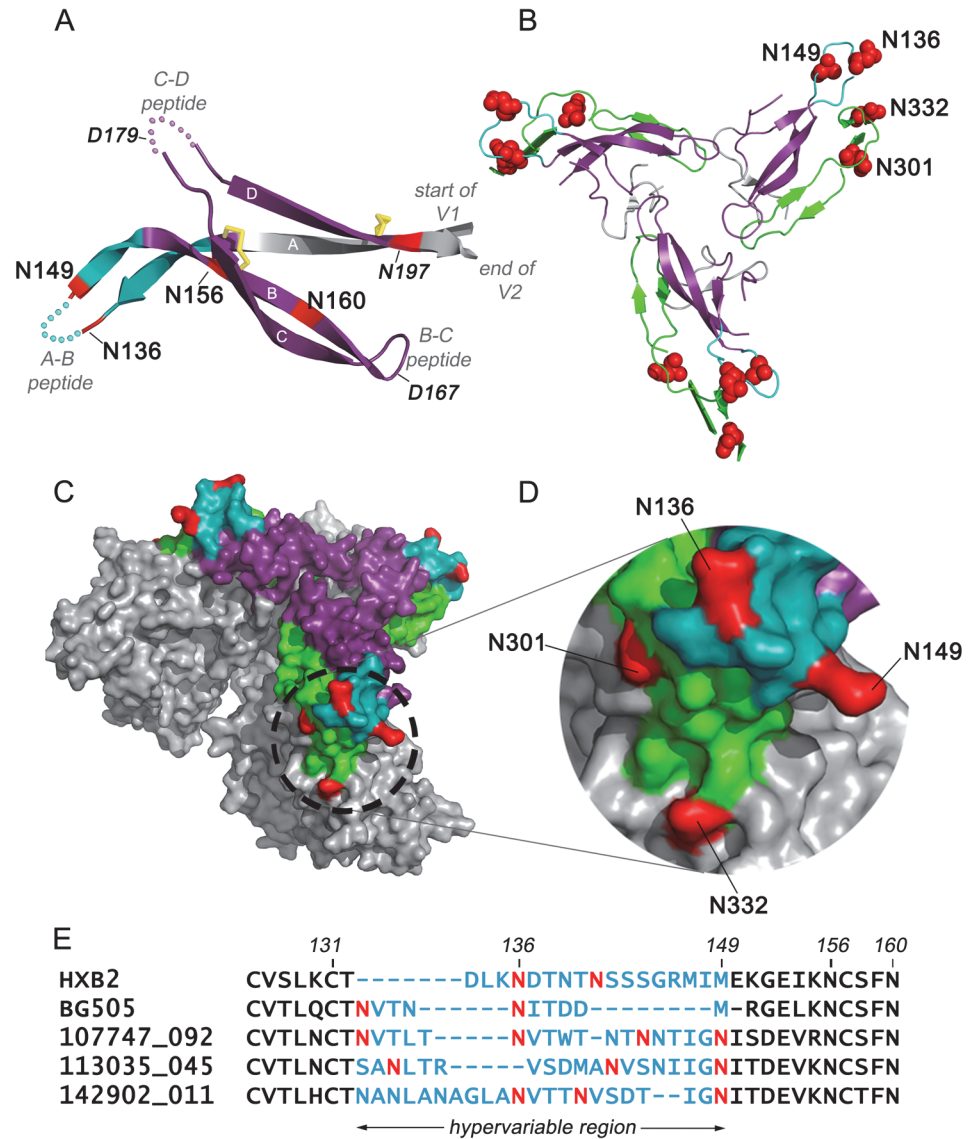 A
C-D
peptide
D179
D
A
start of
V1
N149
N156
B
N160
N197
end of
V2
C
N136
A-B
peptide
B-C
peptide
D167
B
N149
N136
N332
N301
C
D
N136
N301
N149
N332
E
131 136 149 156 160
HXB2 CVSLKCT--------DLKNDTNTNSSSGRMIMEKGEIKNCSFN
BG505 CVTLQCTNVTN-------NITDD---------M-RGELKNCSFN
107747_092 CVTLNCTNVTLT------NVTWT-NTNNTIGNISDEVRNCSFN
113035_045 CVTLNCTSANLTR-----VSDMANVSNIIGNITDEVKNCSFN
142902_011 CVTLHCTNANLANAGLANVTTNVSDT--IGNITDEVKNCTFN
hypervariable region